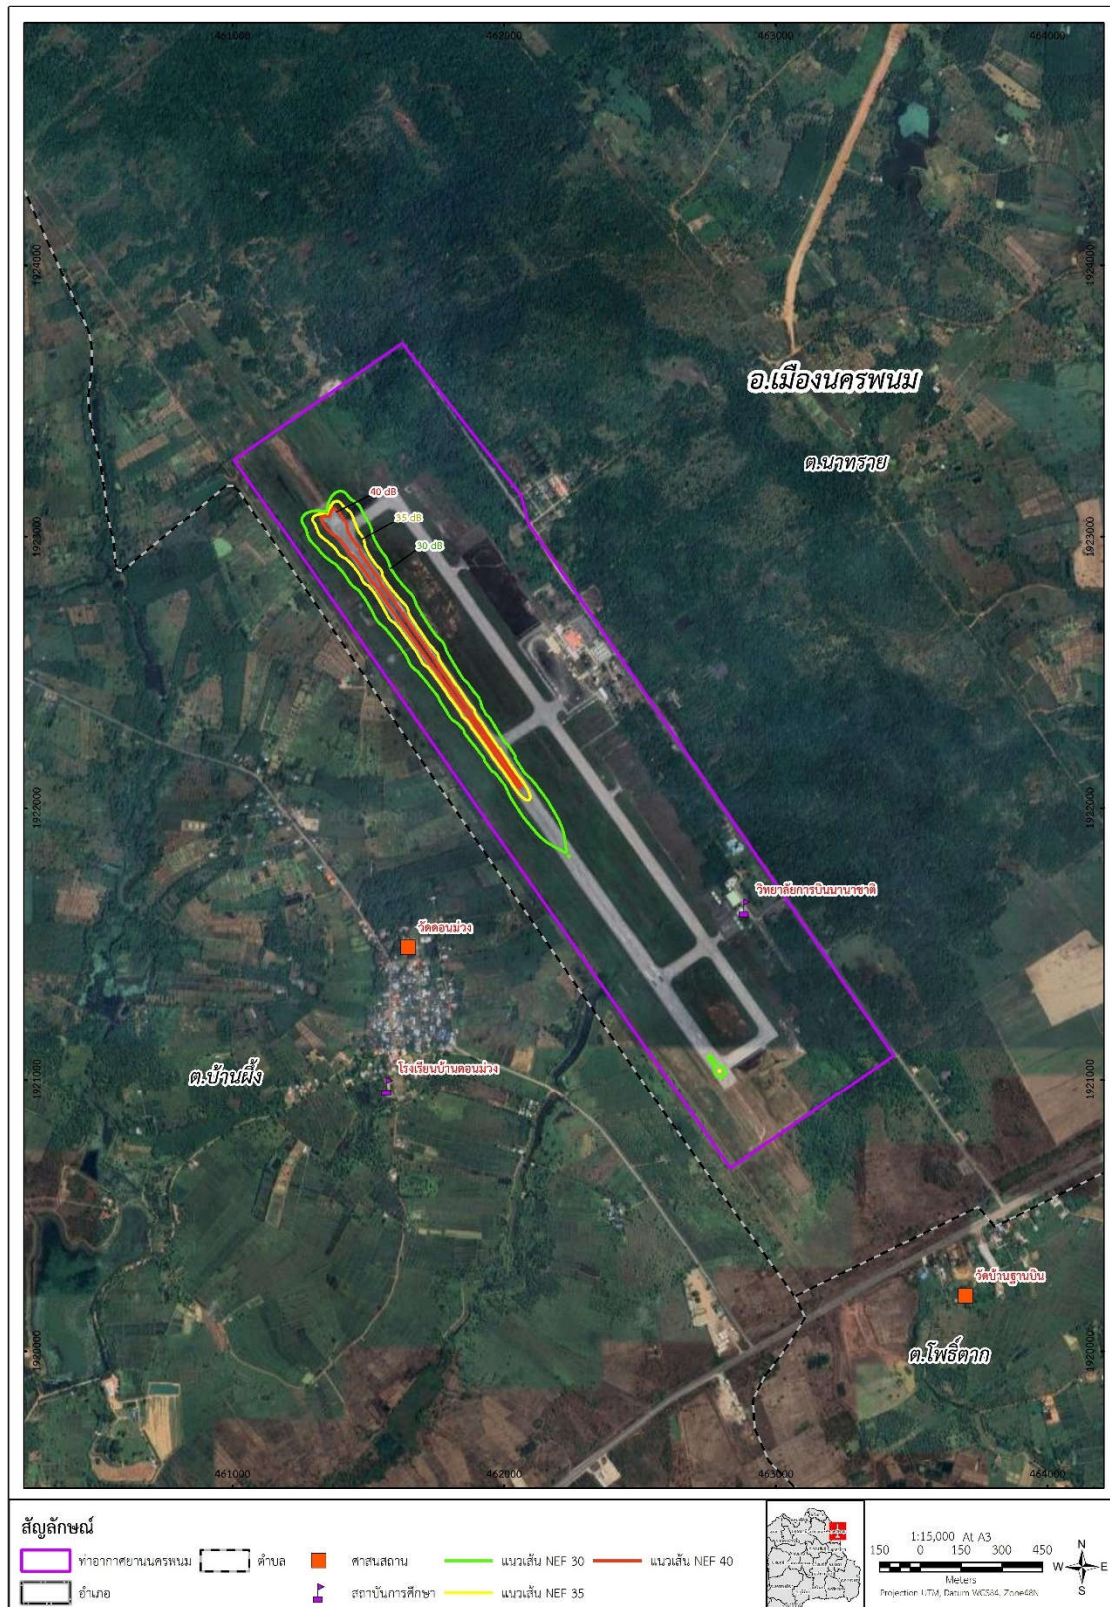 461000 462000 463000 464000
1924000 1924000
อ.เมืองนครพนม
ต.นาทราย
40 dB
35 dB
30 dB
1923000 1923000
1922000 1922000
วิทยาลัยการบินนานาชาติ
วัดดอนม่วง
โรงเรียนบ้านดอนม่วง
ต.บ้านผึ้ง
1921000 1921000
วัดบ้านฐานบิน
ต.โพธิ์ตาก
1920000 1920000
461000 462000 463000 464000
สัญลักษณ์
ท่าอากาศยานนครพนม ตำบล ศาสนสถาน แนวเส้น NEF 30 แนวเส้น NEF 40
อำเภอ สถาบันการศึกษา แนวเส้น NEF 35
1:15,000 At A3
150 0 150 300 450
Meters
Projection UTM, Datum WGS84, Zone48N
N
W E
S